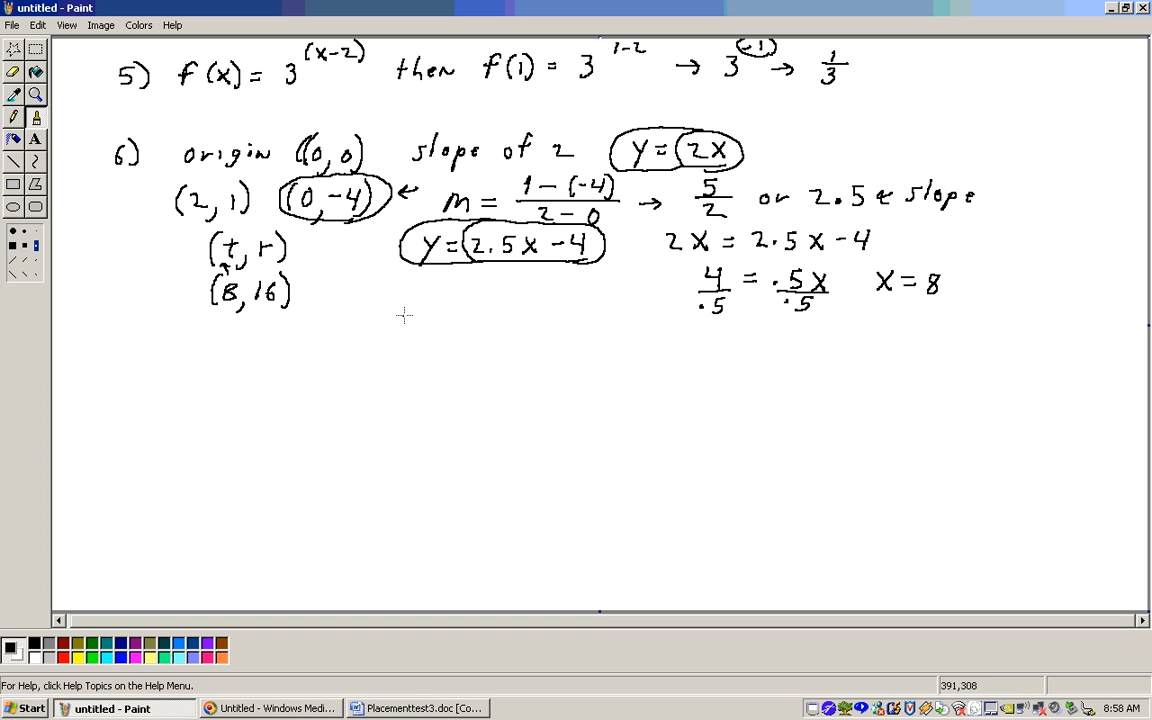 untitled - Paint
File Edit View Image Colors Help
5) f(x) = 3^(x-2) then f(1) = 3^1-2 → 3^(-1) → 1/3
6) origin (0,0) slope of 2 y = 2x
(2,1) (0,-4) ← m = 1-(-4)/2-0 → 5/2 or 2.5 ← slope
(t,r) y = 2.5x - 4 2x = 2.5x - 4
(8,16) 4/.5 = .5x/.5 x = 8
For Help, click Help Topics on the Help Menu. 391,308
Start untitled - Paint Untitled - Windows Medi... Placementtest3.doc [Co... 8:58 AM